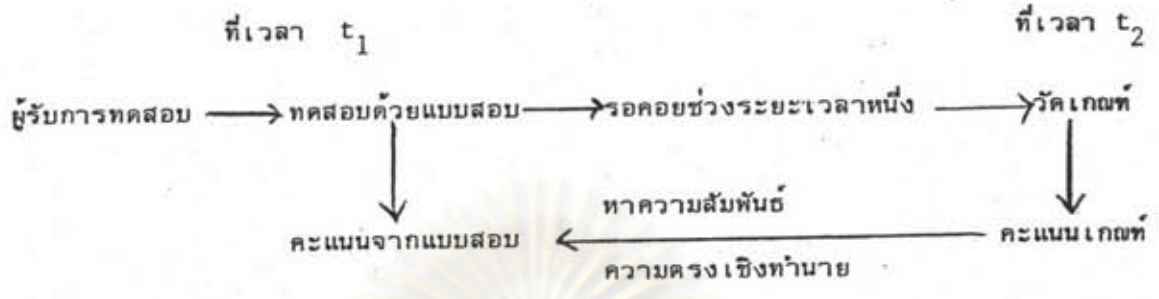 ที่เวลา t1
ที่เวลา t2
ผู้รับการทดสอบ ทดสอบด้วยแบบสอบ รอคอยช่วงระยะเวลาหนึ่ง วัดเกณฑ์
หาความสัมพันธ์
คะแนนจากแบบสอบ คะแนนเกณฑ์
ความตรงเชิงทำนาย